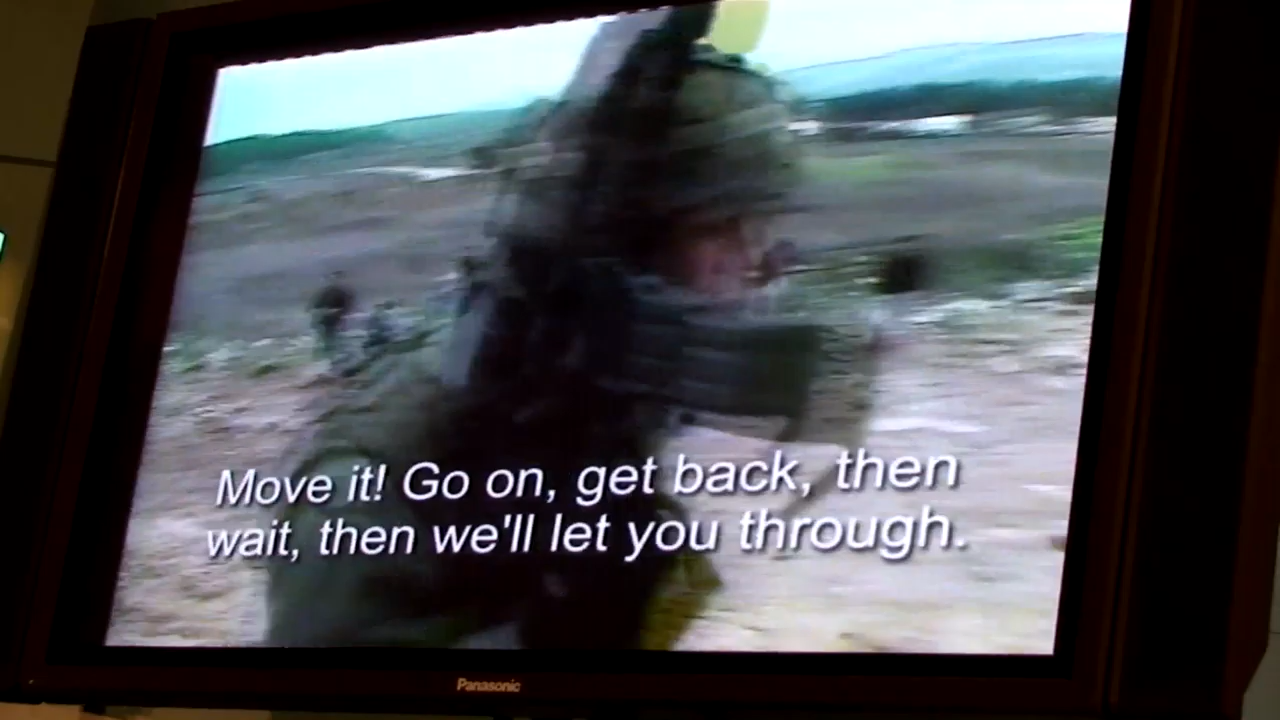 Move it! Go on, get back, then
wait, then we'll let you through.
Panasonic